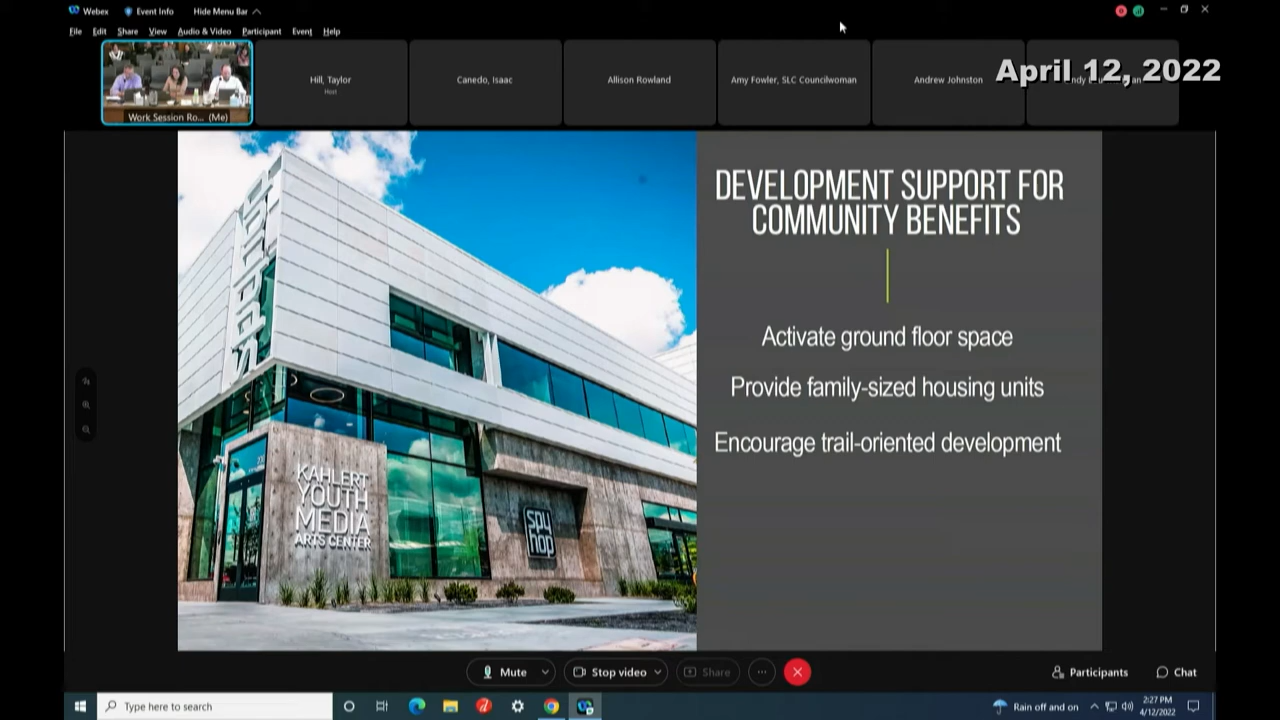 Webex
Event Info
Hide Menu Bar
File
Edit
Share
View
Audio & Video
Participant
Event
Help
Work Session Ro... (Me)
Hill, Taylor
Host
Canedo, Isaac
Allison Rowland
Amy Fowler, SLC Councilwoman
Andrew Johnston
April 12, 2022
DEVELOPMENT SUPPORT FOR
COMMUNITY BENEFITS
Activate ground floor space
Provide family-sized housing units
Encourage trail-oriented development
KAHLERT
YOUTH
MEDIA
ARTS CENTER
spy
hop
Mute
Stop video
Share
Participants
Chat
Type here to search
Rain off and on
2:27 PM
4/12/2022